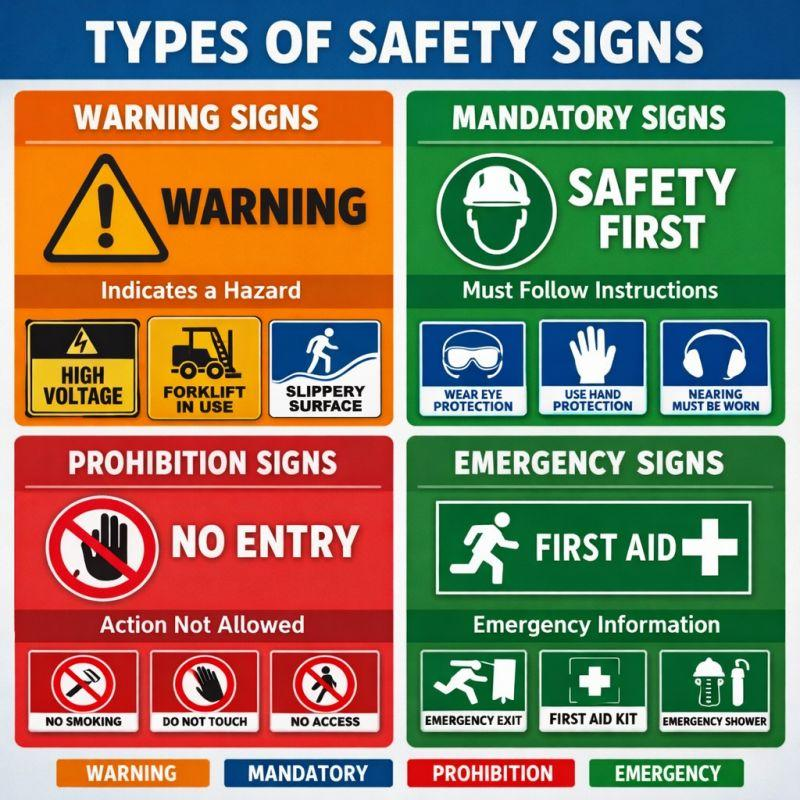 TYPES OF SAFETY SIGNS
WARNING SIGNS
WARNING
Indicates a Hazard
HIGH
VOLTAGE
FORKLIFT
IN USE
SLIPPERY
SURFACE
MANDATORY SIGNS
SAFETY
FIRST
Must Follow Instructions
WEAR EYE
PROTECTION
USE HAND
PROTECTION
NEARING
MUST BE WORN
PROHIBITION SIGNS
NO ENTRY
Action Not Allowed
NO SMOKING
DO NOT TOUCH
NO ACCESS
EMERGENCY SIGNS
FIRST AID
Emergency Information
EMERGENCY EXIT
FIRST AID KIT
EMERGENCY SHOWER
WARNING
MANDATORY
PROHIBITION
EMERGENCY